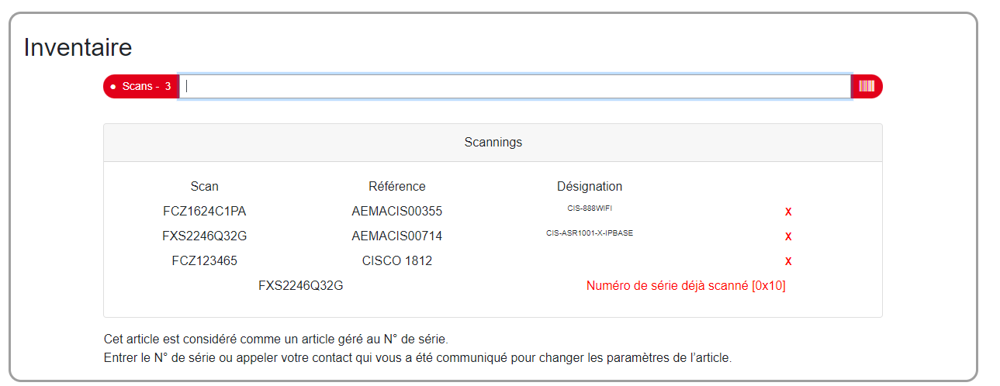 Inventaire
● Scans - 3
Scannings
Scan Référence Désignation
FCZ1624C1PA AEMACIS00355 CIS-888WIFI X
FXS2246Q32G AEMACIS00714 CIS-ASR1001-X-IPBASE X
FCZ123465 CISCO 1812 X
FXS2246Q32G Numéro de série déjà scanné [0x10]
Cet article est considéré comme un article géré au N° de série.
Entrer le N° de série ou appeler votre contact qui vous a été communiqué pour changer les paramètres de l’article.